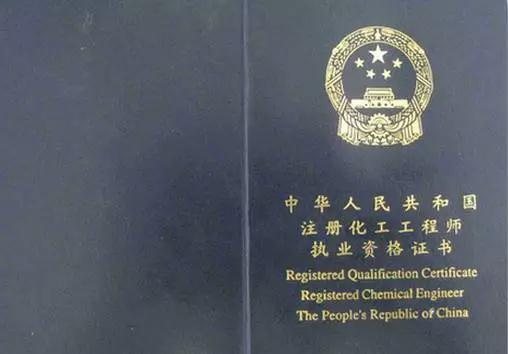 中华人民共和国
注册化工工程师
执业资格证书
Registered Qualification Certificate
Registered Chemical Engineer
The People's Republic of China